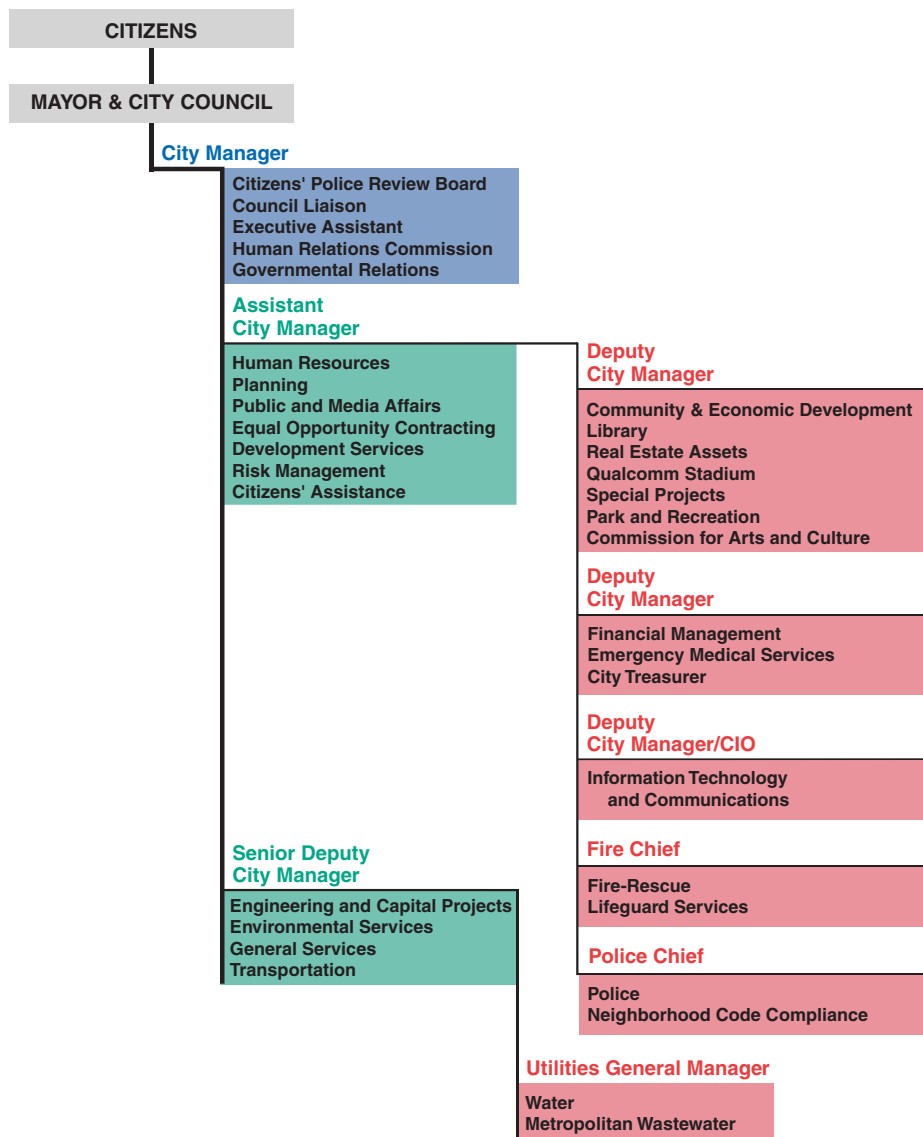 CITIZENS
MAYOR & CITY COUNCIL
City Manager
Citizens' Police Review Board
Council Liaison
Executive Assistant
Human Relations Commission
Governmental Relations
Assistant
City Manager
Human Resources
Planning
Public and Media Affairs
Equal Opportunity Contracting
Development Services
Risk Management
Citizens' Assistance
Deputy
City Manager
Community & Economic Development
Library
Real Estate Assets
Qualcomm Stadium
Special Projects
Park and Recreation
Commission for Arts and Culture
Deputy
City Manager
Financial Management
Emergency Medical Services
City Treasurer
Deputy
City Manager/CIO
Information Technology
and Communications
Fire Chief
Fire-Rescue
Lifeguard Services
Police Chief
Police
Neighborhood Code Compliance
Senior Deputy
City Manager
Engineering and Capital Projects
Environmental Services
General Services
Transportation
Utilities General Manager
Water
Metropolitan Wastewater